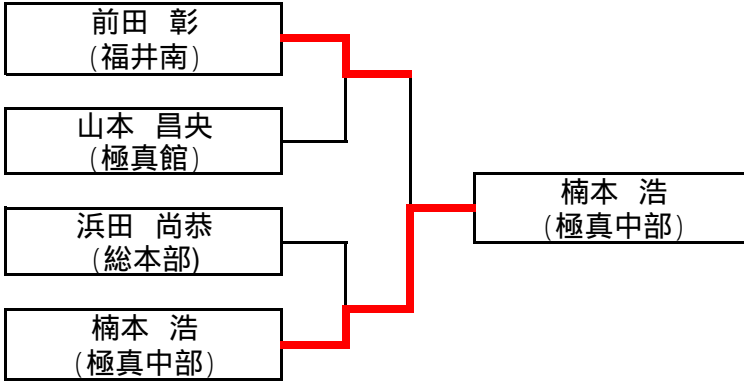 前田 彰
(福井南)
山本 昌央
(極真館)
浜田 尚恭
(総本部)
楠本 浩
(極真中部)
楠本 浩
(極真中部)